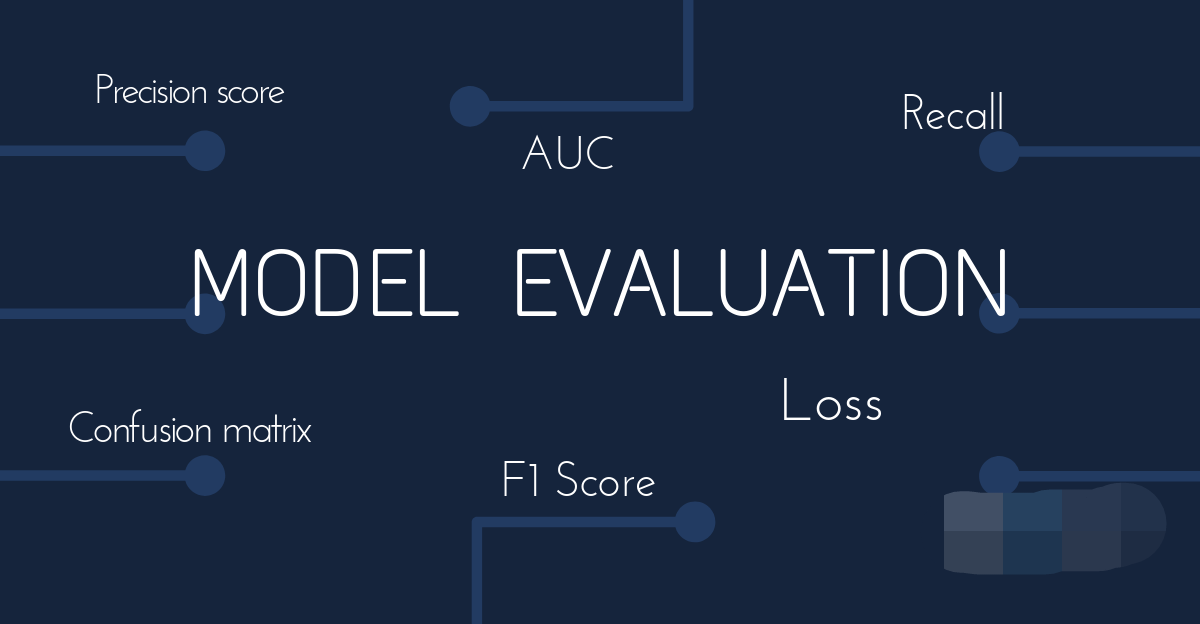 Precision score
AUC
Recall
MODEL EVALUATION
Loss
Confusion matrix
F1 Score